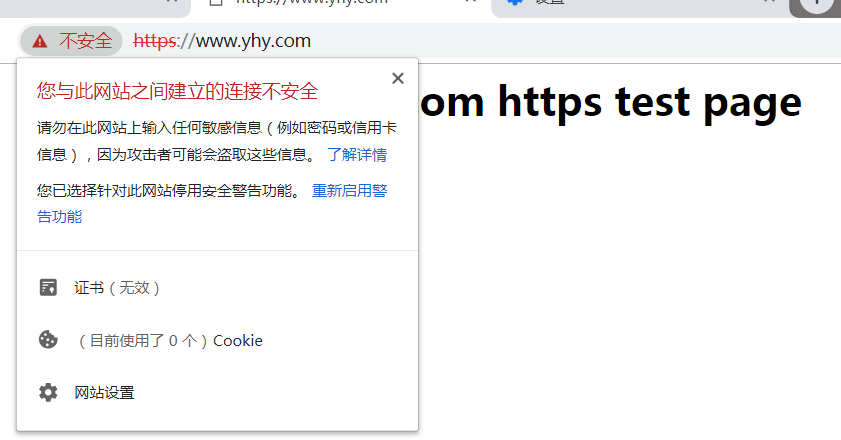 https://www.yhy.com
设置
不安全 https://www.yhy.com
您与此网站之间建立的连接不安全
om https test page
请勿在此网站上输入任何敏感信息（例如密码或信用卡
信息），因为攻击者可能会盗取这些信息。 了解详情
您已选择针对此网站停用安全警告功能。 重新启用警
告功能
证书（无效）
（目前使用了 0 个）Cookie
网站设置